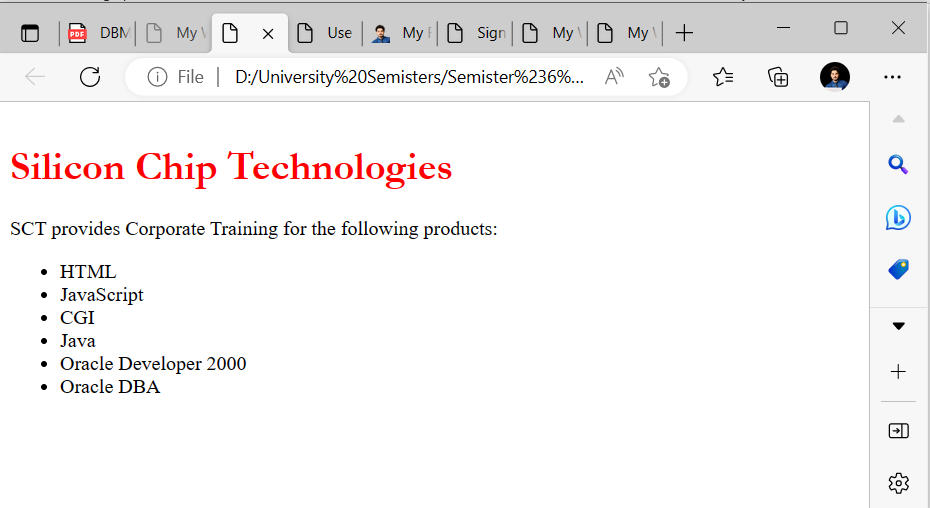 PDF DBM My Use My Sign My My
File D:/University%20Semisters/Semister%236%...
Silicon Chip Technologies
SCT provides Corporate Training for the following products:
HTML
JavaScript
CGI
Java
Oracle Developer 2000
Oracle DBA